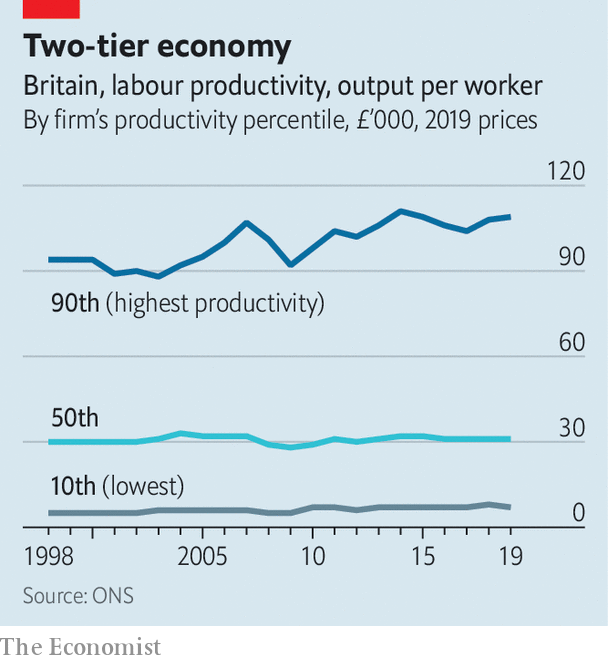 Two-tier economy
Britain, labour productivity, output per worker
By firm’s productivity percentile, £’000, 2019 prices
120
90
90th (highest productivity)
60
50th
30
10th (lowest)
0
1998 2005 10 15 19
Source: ONS
The Economist